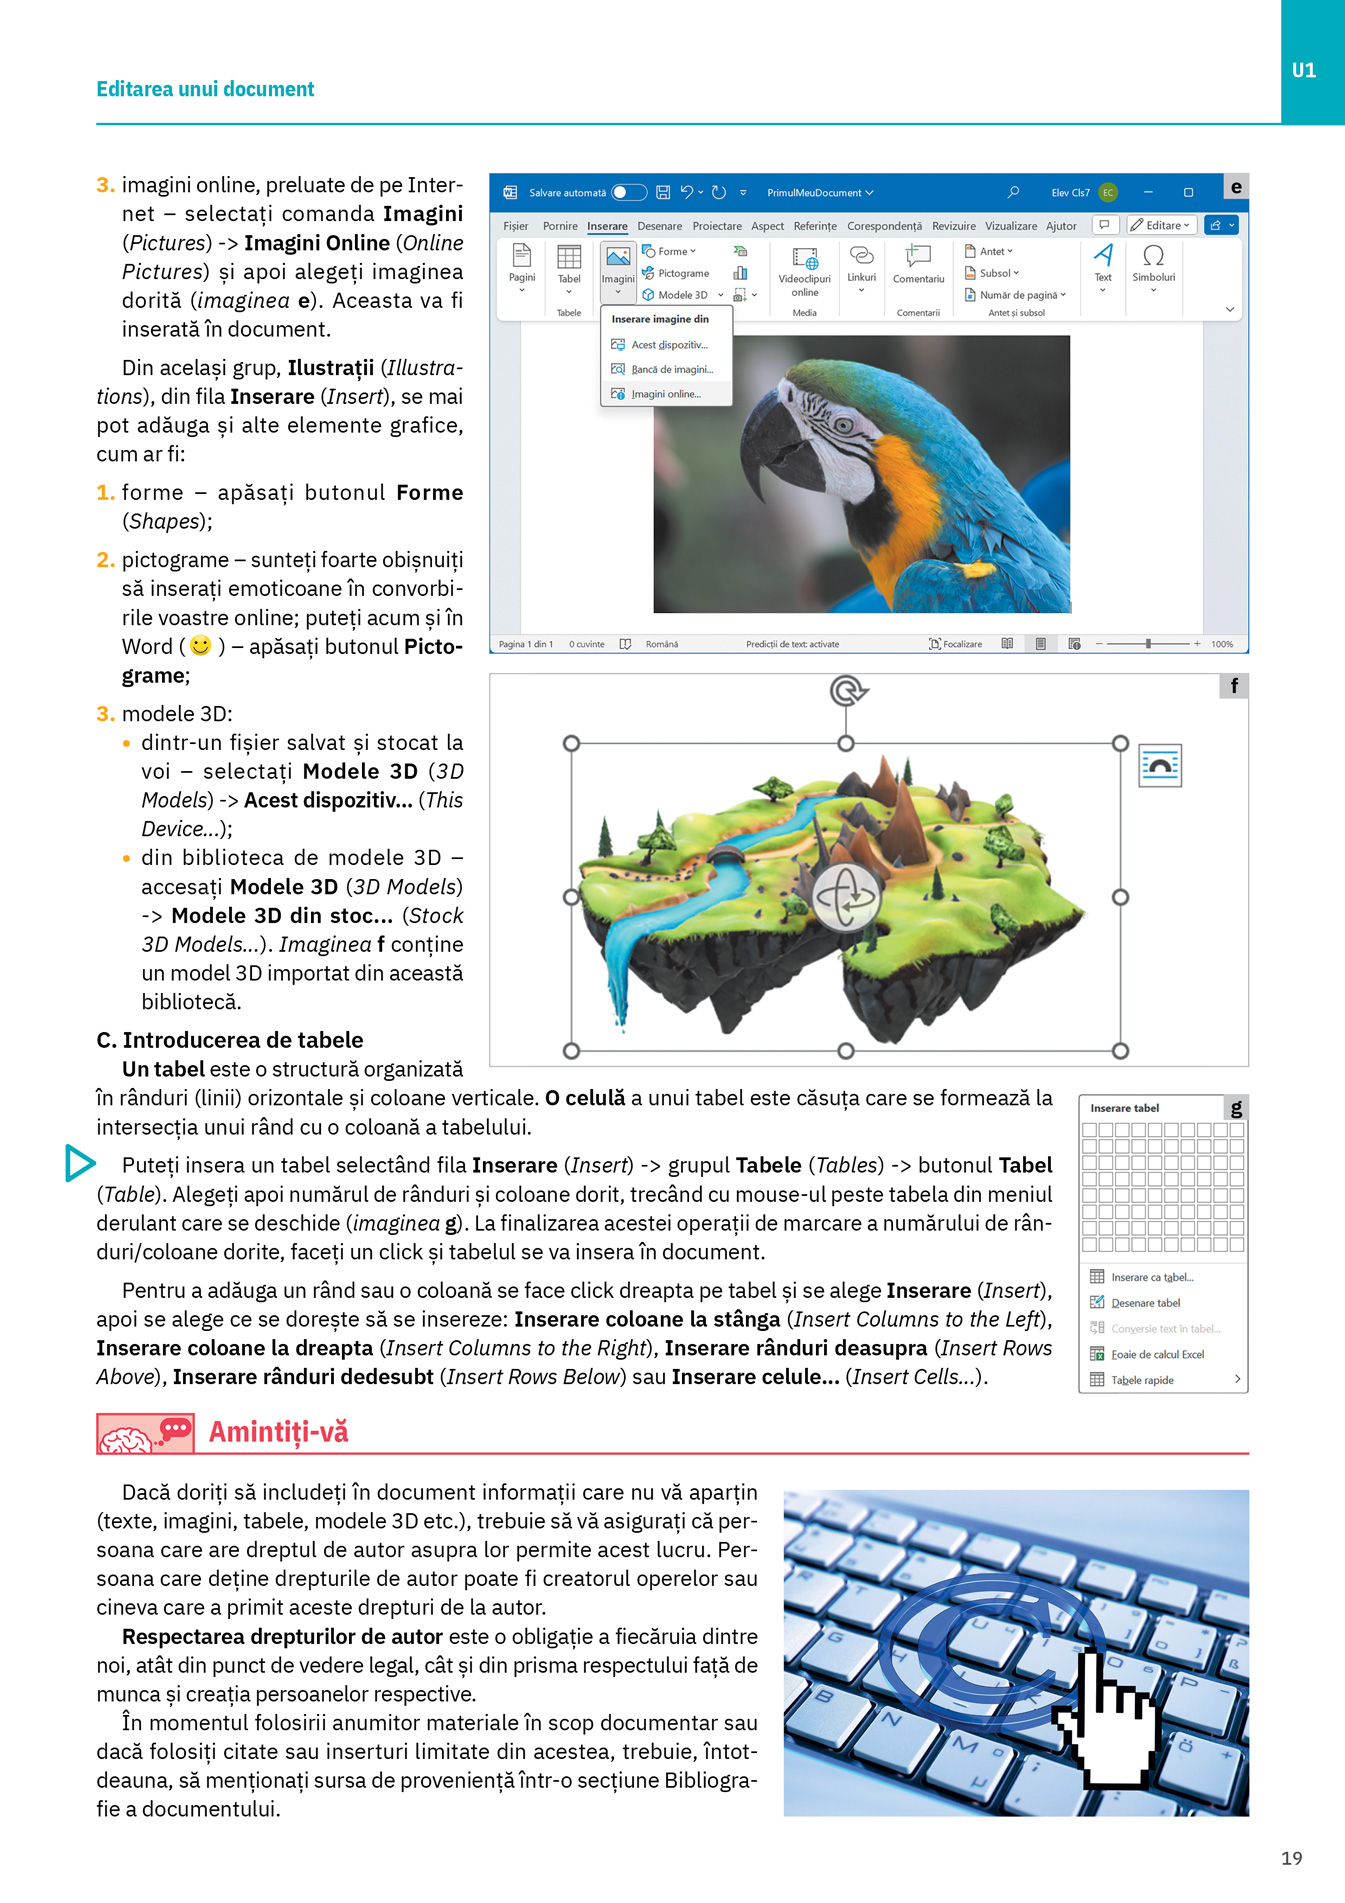 U1
Editarea unui document
3. imagini online, preluate de pe Inter-
net – selectați comanda Imagini
(Pictures) -> Imagini Online (Online
Pictures) și apoi alegeți imaginea
dorită (imaginea e). Aceasta va fi
inserată în document.
Din același grup, Ilustrații (Illustra-
tions), din fila Inserare (Insert), se mai
pot adăuga și alte elemente grafice,
cum ar fi:
1. forme – apăsați butonul Forme
(Shapes);
2. pictograme – sunteți foarte obișnuiți
să inserați emoticoane în convorbi-
rile voastre online; puteți acum și în
Word ( 🙂 ) – apăsați butonul Picto-
grame;
3. modele 3D:
• dintr-un fișier salvat și stocat la
voi – selectați Modele 3D (3D
Models) -> Acest dispozitiv... (This
Device...);
• din biblioteca de modele 3D –
accesați Modele 3D (3D Models)
-> Modele 3D din stoc... (Stock
3D Models...). Imaginea f conține
un model 3D importat din această
bibliotecă.
e
Salvare automată
PrimulMeuDocument
Elev Cls7
EC
Fișier Pornire Inserare Desenare Proiectare Aspect Referințe Corespondență Revizuire Vizualizare Ajutor
Editare
Pagini
Tabel
Tabele
Imagini
Forme
Pictograme
Modele 3D
Videoclipuri
online
Media
Linkuri
Comentariu
Comentarii
Antet
Subsol
Număr de pagină
Antet și subsol
Text
Simboluri
Inserare imagine din
Acest dispozitiv...
Bancă de imagini...
Imagini online...
Pagina 1 din 1 0 cuvinte Română Predicții de text: activate Focalizare 100%
f
C. Introducerea de tabele
Un tabel este o structură organizată
în rânduri (linii) orizontale și coloane verticale. O celulă a unui tabel este căsuța care se formează la
intersecția unui rând cu o coloană a tabelului.
Puteți insera un tabel selectând fila Inserare (Insert) -> grupul Tabele (Tables) -> butonul Tabel
(Table). Alegeți apoi numărul de rânduri și coloane dorit, trecând cu mouse-ul peste tabela din meniul
derulant care se deschide (imaginea g). La finalizarea acestei operații de marcare a numărului de rân-
duri/coloane dorite, faceți un click și tabelul se va insera în document.
Pentru a adăuga un rând sau o coloană se face click dreapta pe tabel și se alege Inserare (Insert),
apoi se alege ce se dorește să se insereze: Inserare coloane la stânga (Insert Columns to the Left),
Inserare coloane la dreapta (Insert Columns to the Right), Inserare rânduri deasupra (Insert Rows
Above), Inserare rânduri dedesubt (Insert Rows Below) sau Inserare celule... (Insert Cells...).
g
Inserare tabel
Inserare ca tabel...
Desenare tabel
Conversie text în tabel...
Foaie de calcul Excel
Tabele rapide
Amintiți-vă
Dacă doriți să includeți în document informații care nu vă aparțin
(texte, imagini, tabele, modele 3D etc.), trebuie să vă asigurați că per-
soana care are dreptul de autor asupra lor permite acest lucru. Per-
soana care deține drepturile de autor poate fi creatorul operelor sau
cineva care a primit aceste drepturi de la autor.
Respectarea drepturilor de autor este o obligație a fiecăruia dintre
noi, atât din punct de vedere legal, cât și din prisma respectului față de
munca și creația persoanelor respective.
În momentul folosirii anumitor materiale în scop documentar sau
dacă folosiți citate sau inserturi limitate din acestea, trebuie, întot-
deauna, să menționați sursa de proveniență într-o secțiune Bibliogra-
fie a documentului.
©
B
N
M
P
Ö
19